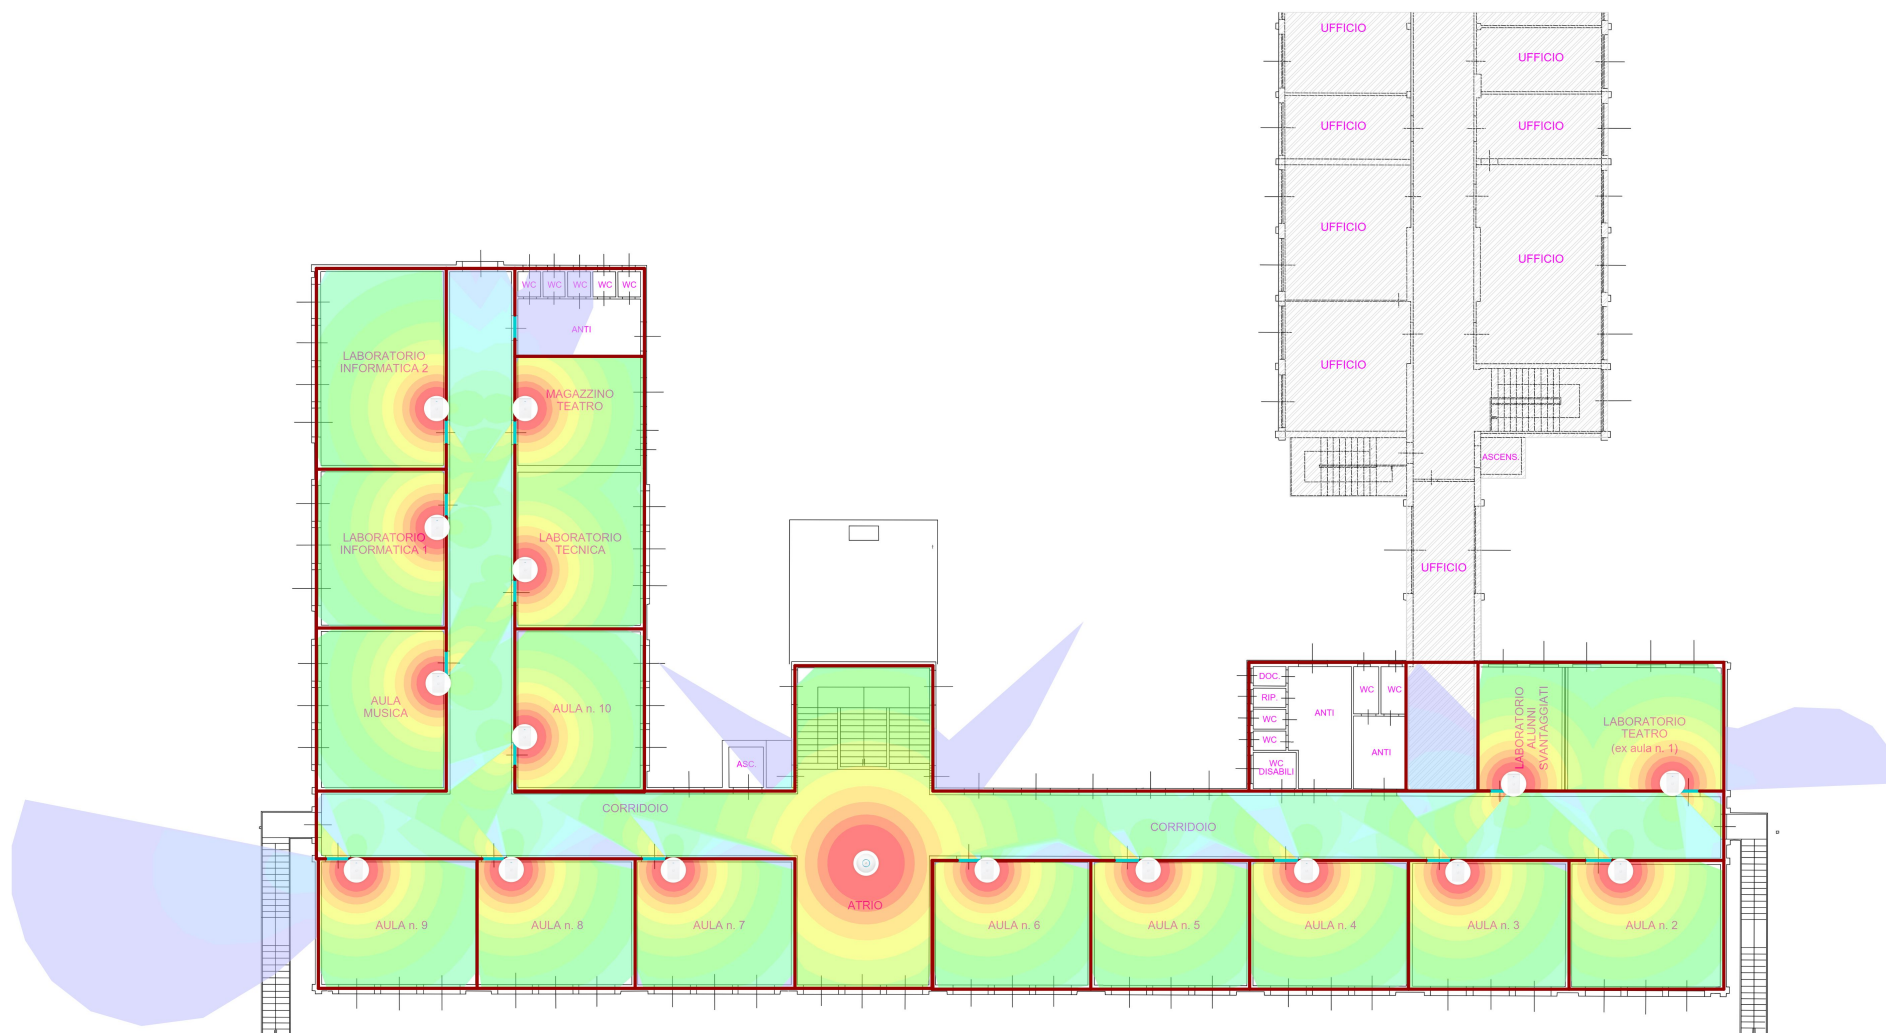 UFFICIO
UFFICIO
UFFICIO
UFFICIO
UFFICIO
UFFICIO
UFFICIO
UFFICIO
ASCENS.
UFFICIO
WC
WC
WC
WC
WC
ANTI
LABORATORIO
INFORMATICA 2
MAGAZZINO
TEATRO
LABORATORIO
INFORMATICA 1
LABORATORIO
TECNICA
AULA
MUSICA
AULA n. 10
ASC.
DOC.
RIP.
WC
WC
WC
DISABILI
ANTI
WC
WC
ANTI
LABORATORIO
ALUNNI
SVANTAGGIATI
LABORATORIO
TEATRO
(ex aula n. 1)
CORRIDOIO
CORRIDOIO
AULA n. 9
AULA n. 8
AULA n. 7
ATRIO
AULA n. 6
AULA n. 5
AULA n. 4
AULA n. 3
AULA n. 2